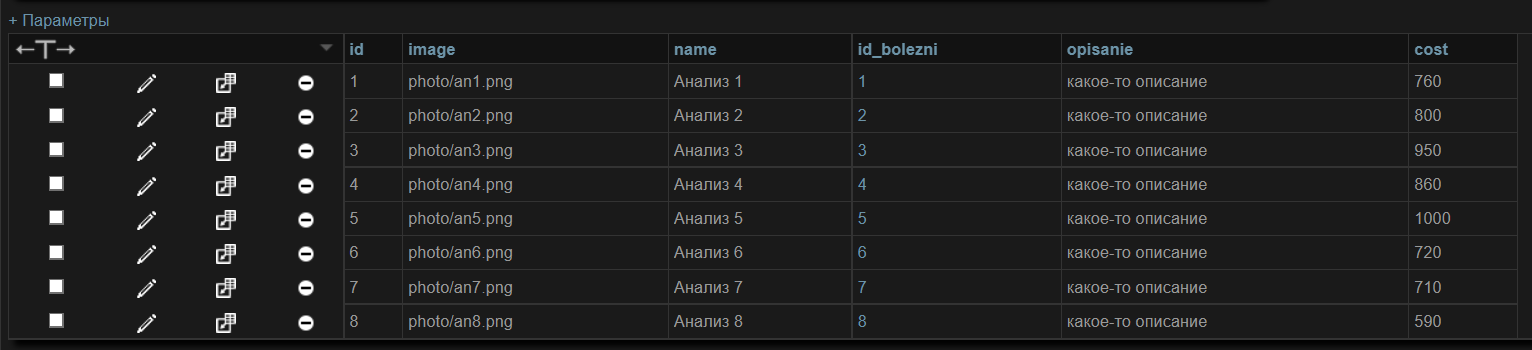 + Параметры
←T→ id image name id_bolezni opisanie cost
1 photo/an1.png Анализ 1 1 какое-то описание 760
2 photo/an2.png Анализ 2 2 какое-то описание 800
3 photo/an3.png Анализ 3 3 какое-то описание 950
4 photo/an4.png Анализ 4 4 какое-то описание 860
5 photo/an5.png Анализ 5 5 какое-то описание 1000
6 photo/an6.png Анализ 6 6 какое-то описание 720
7 photo/an7.png Анализ 7 7 какое-то описание 710
8 photo/an8.png Анализ 8 8 какое-то описание 590